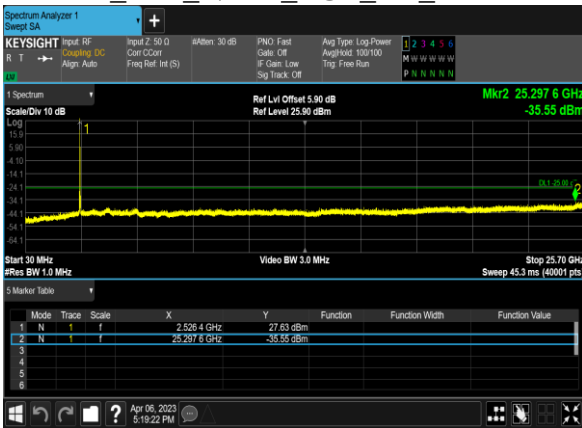 Spectrum Analyzer 1
Swept SA
KEYSIGHT
R T
LV
Input: RF
Coupling: DC
Align: Auto
Input Z: 50 Ω
Corr CCorr
Freq Ref: Int (S)
#Atten: 30 dB
PNO: Fast
Gate: Off
IF Gain: Low
Sig Track: Off
Avg Type: Log-Power
Avg|Hold: 100/100
Trig: Free Run
1 2 3 4 5 6
M W W W W W
P N N N N N
1 Spectrum
Scale/Div 10 dB
Ref Lvl Offset 5.90 dB
Ref Level 25.90 dBm
Mkr2 25.297 6 GHz
-35.55 dBm
Log
15.9
5.90
-4.10
-14.1
-24.1
-34.1
-44.1
-54.1
-64.1
1
DL1 -25.00
2
Start 30 MHz
#Res BW 1.0 MHz
Video BW 3.0 MHz
Stop 25.70 GHz
Sweep 45.3 ms (40001 pts)
5 Marker Table
Mode Trace Scale X Y Function Function Width Function Value
1 N 1 f 2.526 4 GHz 27.63 dBm
2 N 1 f 25.297 6 GHz -35.55 dBm
3
4
5
6
?
Apr 06, 2023
5:19:22 PM